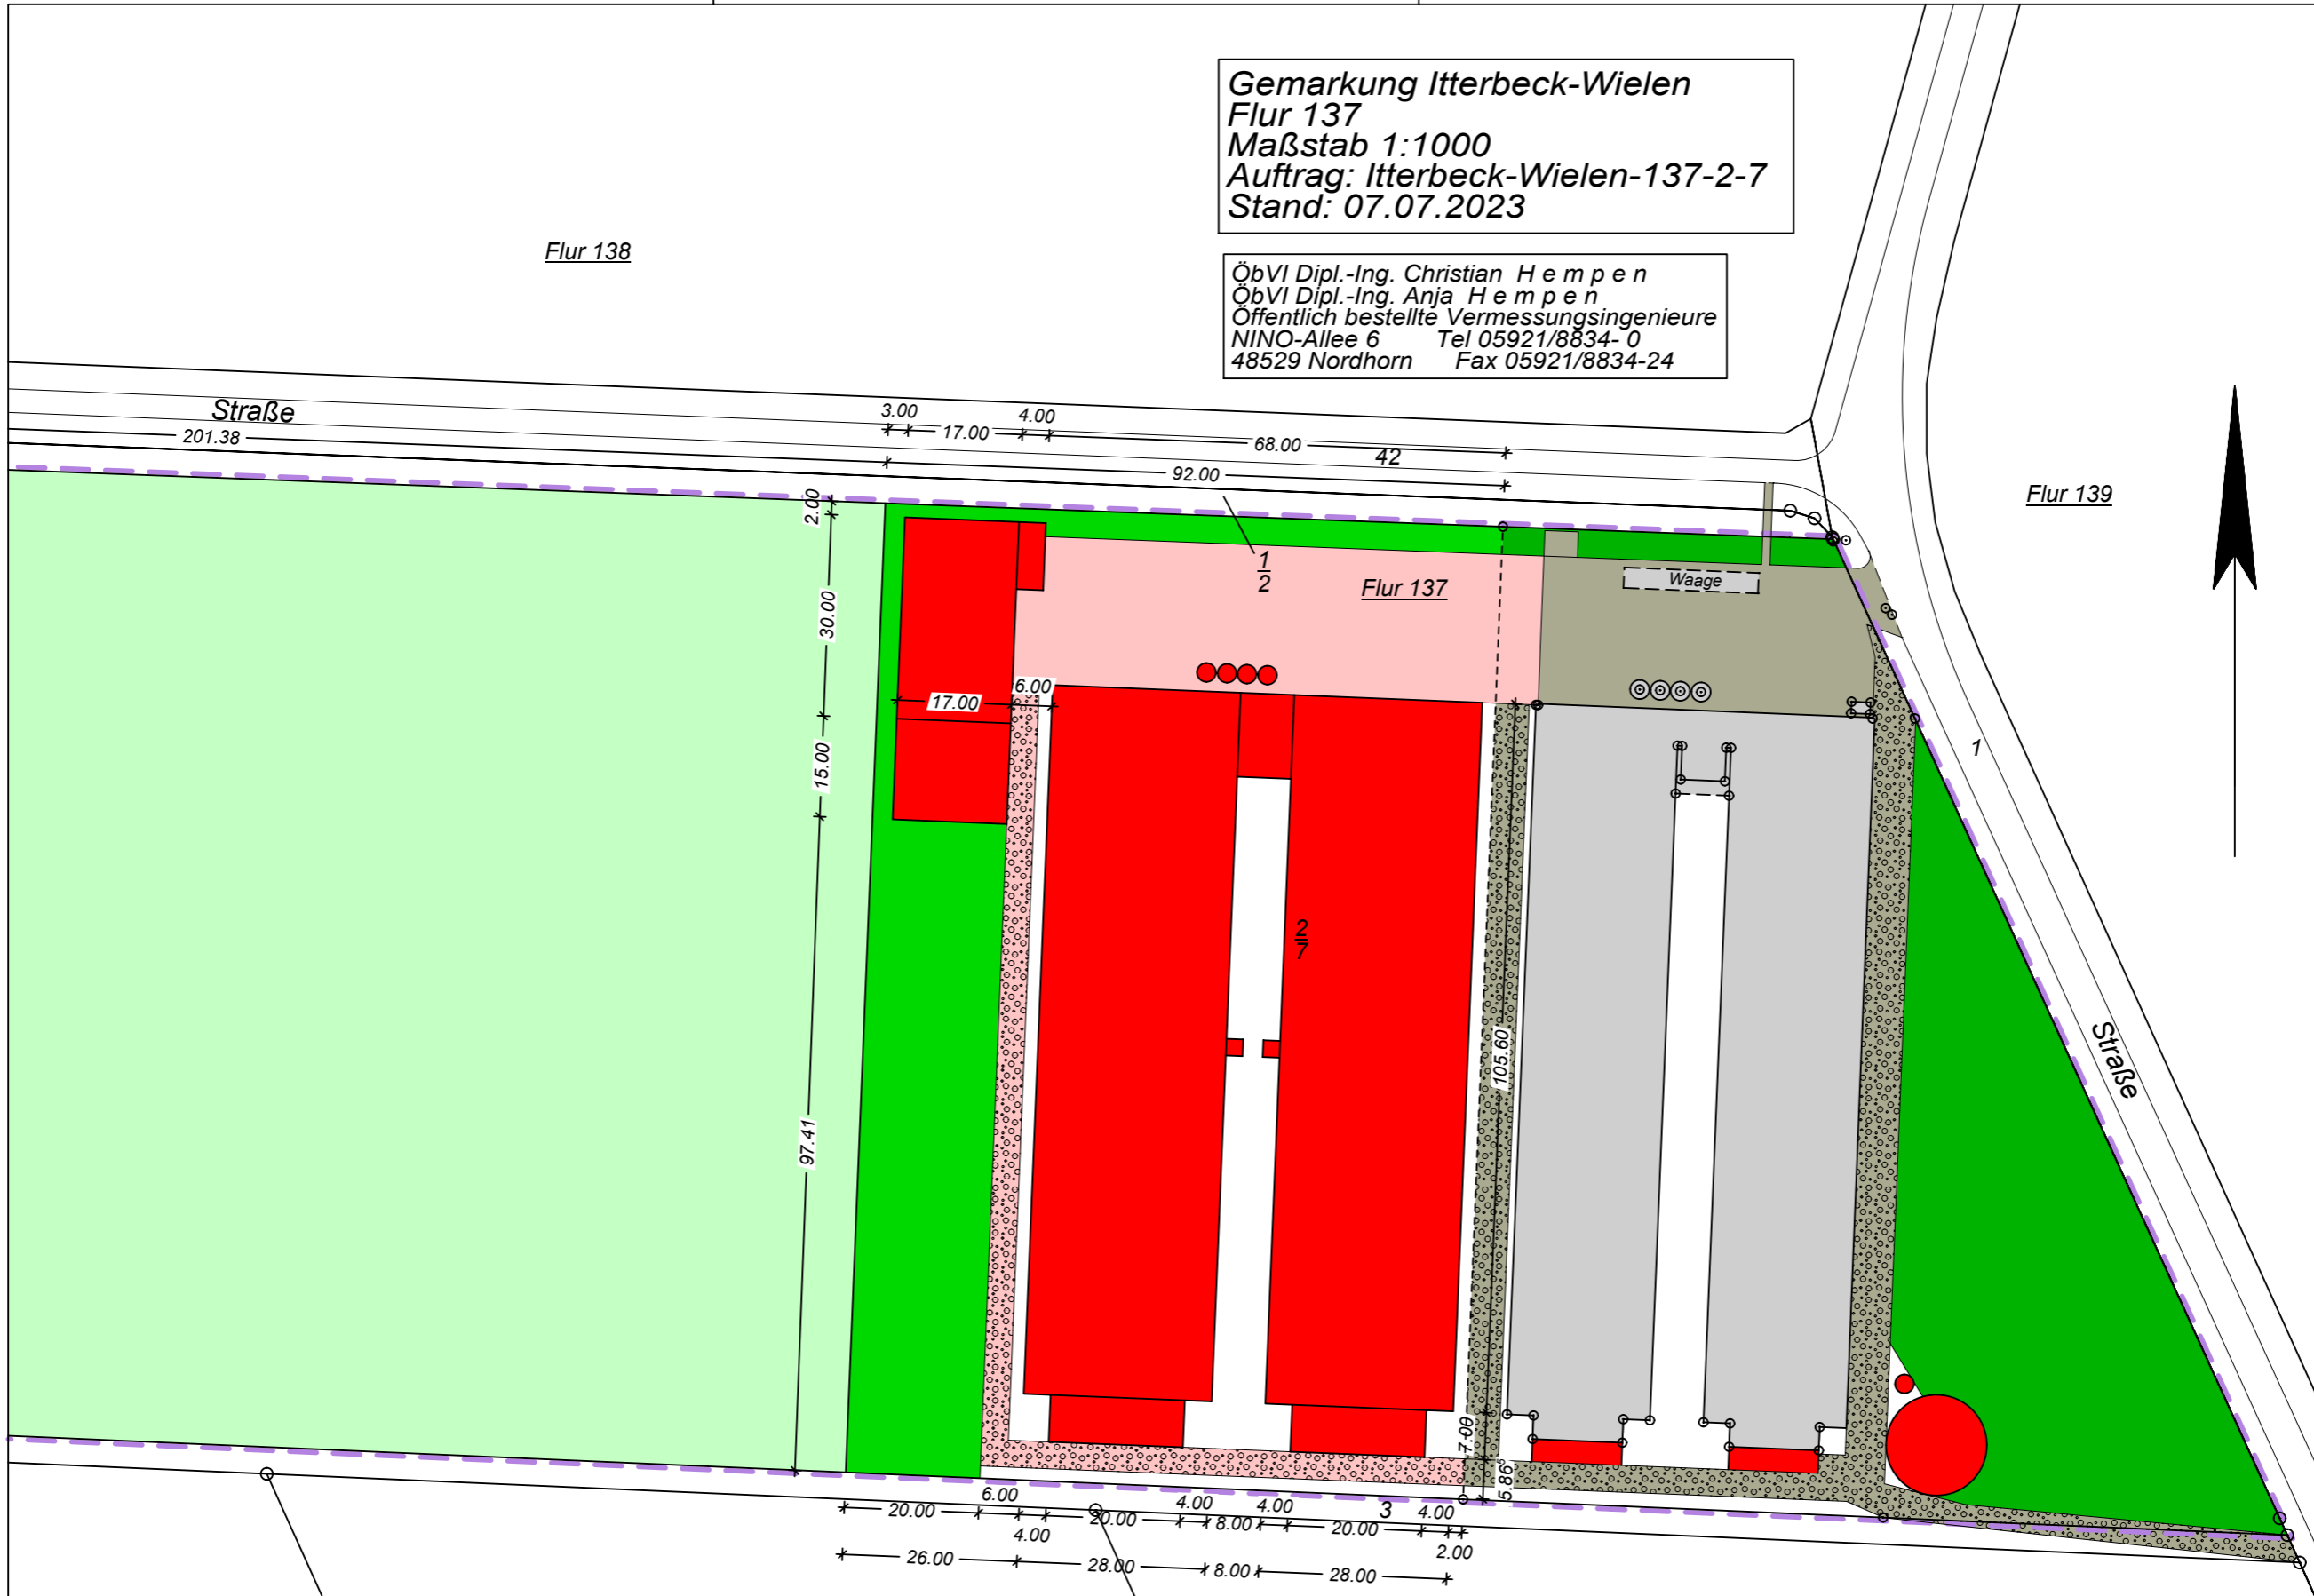 Gemarkung Itterbeck-Wielen
Flur 137
Maßstab 1:1000
Auftrag: Itterbeck-Wielen-137-2-7
Stand: 07.07.2023
Flur 138
ÖbVI Dipl.-Ing. Christian H e m p e n
ÖbVI Dipl.-Ing. Anja H e m p e n
Öffentlich bestellte Vermessungsingenieure
NINO-Allee 6 Tel 05921/8834- 0
48529 Nordhorn Fax 05921/8834-24
Straße
3.00
4.00
201.38
17.00
68.00
42
92.00
Flur 139
2.00
1
2
Flur 137
Waage
30.00
6.00
17.00
15.00
1
2
7
105.60
Straße
97.41
7.00
5.86⁵
6.00
4.00
4.00
3
4.00
20.00
20.00
8.00
20.00
4.00
2.00
26.00
28.00
8.00
28.00